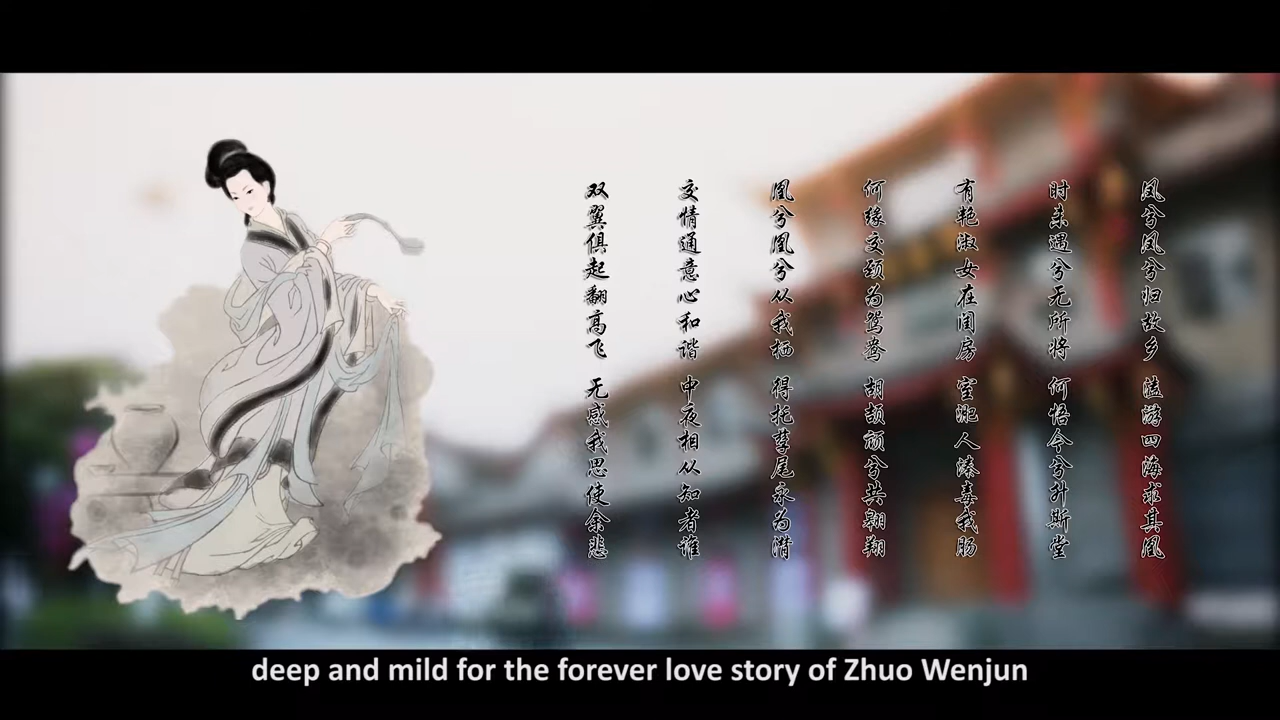 凤兮凤兮归故乡 遨游四海求其凰
时未遇兮无所将 何悟今兮升斯堂
有艳淑女在闺房 室迩人遐毒我肠
何缘交颈为鸳鸯 胡颉颃兮共翱翔
凰兮凰兮从我栖 得托孳尾永为妃
交情通意心和谐 中夜相从知者谁
双翼俱起翻高飞 无感我思使余悲
deep and mild for the forever love story of Zhuo Wenjun